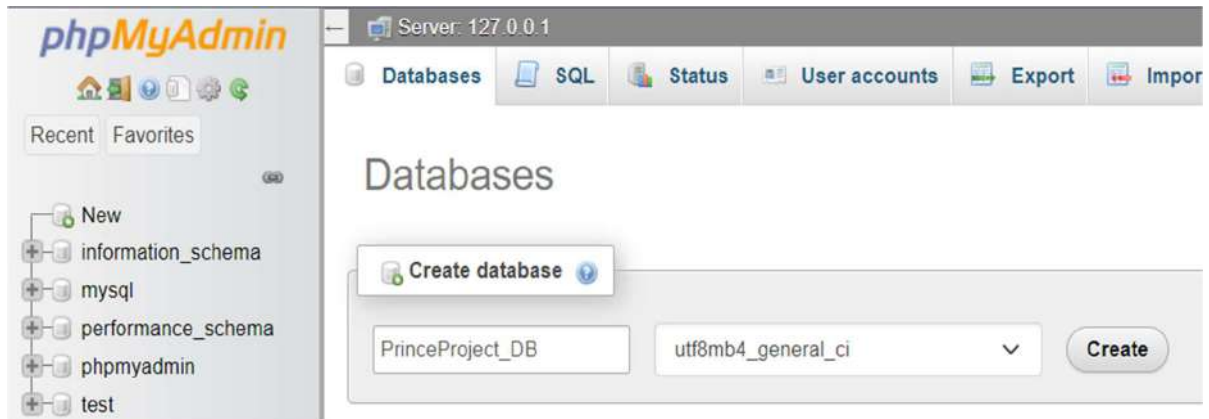 phpMyAdmin
Recent Favorites
New
information_schema
mysql
performance_schema
phpmyadmin
test
Server: 127.0.0.1
Databases SQL Status User accounts Export Impor
Databases
Create database
PrinceProject_DB utf8mb4_general_ci Create